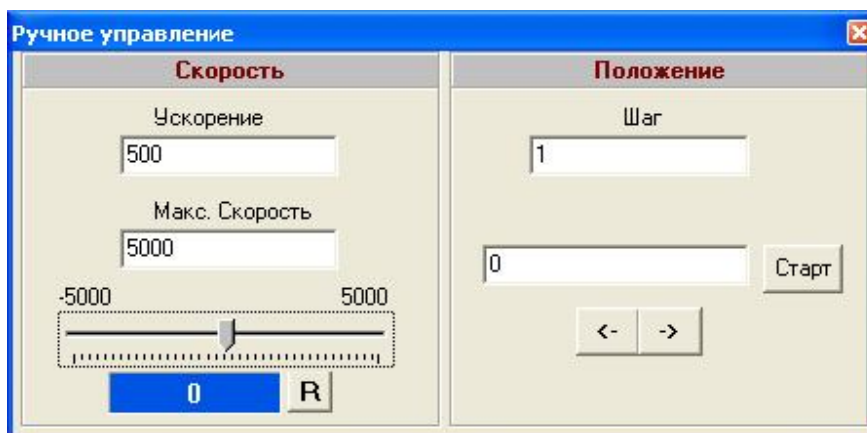 Ручное управление
Скорость
Ускорение
500
Макс. Скорость
5000
-5000 5000
0
R
Положение
Шаг
1
0
Старт
<- ->